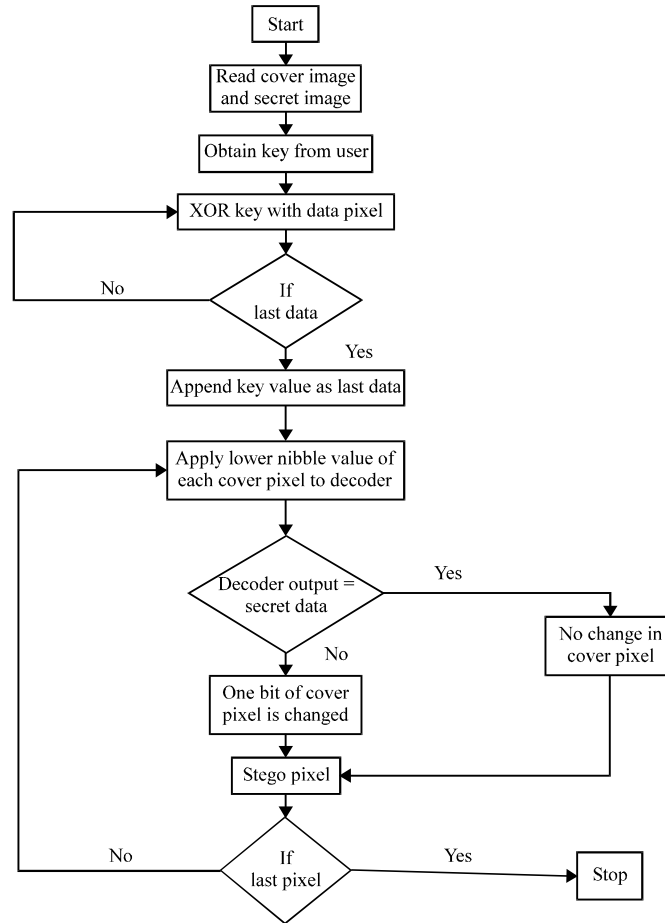 Start
Read cover image
and secret image
Obtain key from user
XOR key with data pixel
No
If
last data
Yes
Append key value as last data
Apply lower nibble value of
each cover pixel to decoder
Decoder output =
secret data
Yes
No change in
cover pixel
No
One bit of cover
pixel is changed
Stego pixel
No
If
last pixel
Yes
Stop